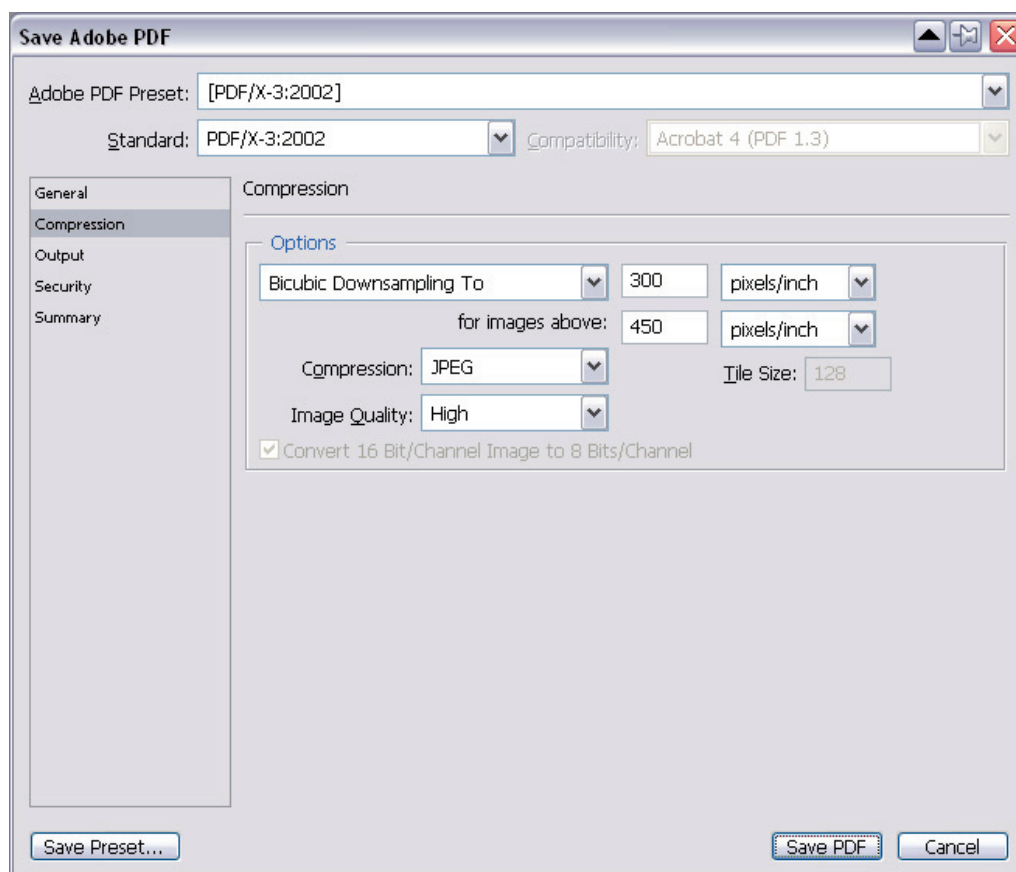 Save Adobe PDF
Adobe PDF Preset: [PDF/X-3:2002]
Standard: PDF/X-3:2002 Compatibility: Acrobat 4 (PDF 1.3)
General
Compression
Output
Security
Summary
Compression
Options
Bicubic Downsampling To 300 pixels/inch
for images above: 450 pixels/inch
Compression: JPEG Tile Size: 128
Image Quality: High
Convert 16 Bit/Channel Image to 8 Bits/Channel
Save Preset... Save PDF Cancel